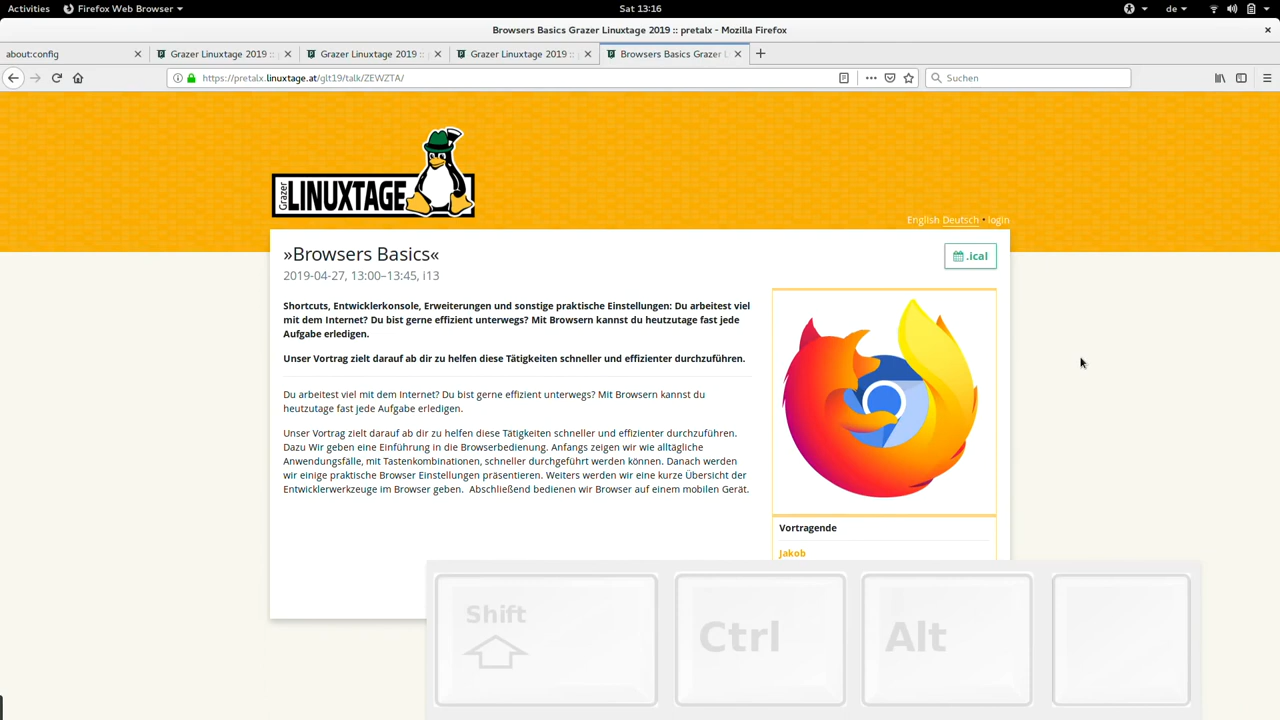 Activities Firefox Web Browser Sat 13:16 de
Browsers Basics Grazer Linuxtage 2019 :: pretalx - Mozilla Firefox
about:config Grazer Linuxtage 2019 :: Grazer Linuxtage 2019 :: Grazer Linuxtage 2019 :: Browsers Basics Grazer L
https://pretalx.linuxtage.at/glt19/talk/ZEWZTA/ Suchen
Grazer LINUXTAGE
English Deutsch • login
»Browsers Basics«
.ical
2019-04-27, 13:00–13:45, i13
Shortcuts, Entwicklerkonsole, Erweiterungen und sonstige praktische Einstellungen: Du arbeitest viel
mit dem Internet? Du bist gerne effizient unterwegs? Mit Browsern kannst du heutzutage fast jede
Aufgabe erledigen.
Unser Vortrag zielt darauf ab dir zu helfen diese Tätigkeiten schneller und effizienter durchzuführen.
Du arbeitest viel mit dem Internet? Du bist gerne effizient unterwegs? Mit Browsern kannst du
heutzutage fast jede Aufgabe erledigen.
Unser Vortrag zielt darauf ab dir zu helfen diese Tätigkeiten schneller und effizienter durchzuführen.
Dazu Wir geben eine Einführung in die Browserbedienung. Anfangs zeigen wir wie alltägliche
Anwendungsfälle, mit Tastenkombinationen, schneller durchgeführt werden können. Danach werden
wir einige praktische Browser Einstellungen präsentieren. Weiters werden wir eine kurze Übersicht der
Entwicklerwerkzeuge im Browser geben.  Abschließend bedienen wir Browser auf einem mobilen Gerät.
Vortragende
Jakob
Shift
Ctrl
Alt